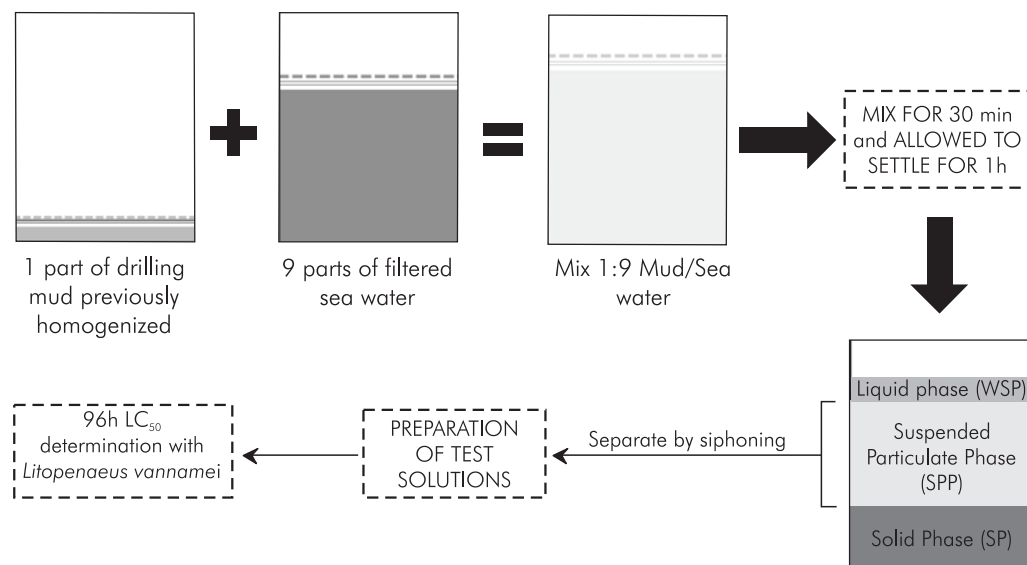 1 part of drilling
mud previously
homogenized
9 parts of filtered
sea water
Mix 1:9 Mud/Sea
water
MIX FOR 30 min
and ALLOWED TO
SETTLE FOR 1h
Liquid phase (WSP)
Suspended
Particulate Phase
(SPP)
Solid Phase (SP)
Separate by siphoning
PREPARATION
OF TEST
SOLUTIONS
96h LC50
determination with
Litopenaeus vannamei